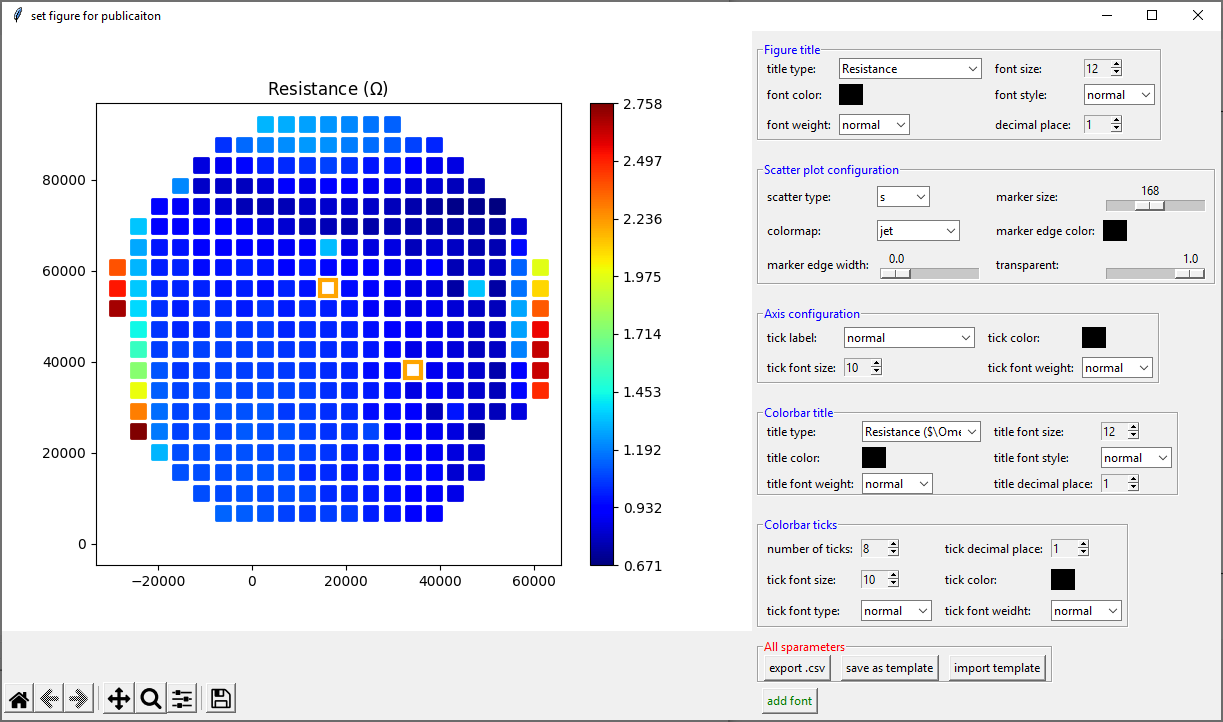 set figure for publicaiton
Resistance (Ω)
80000
60000
40000
20000
0
−20000
0
20000
40000
60000
2.758
2.497
2.236
1.975
1.714
1.453
1.192
0.932
0.671
Figure title
title type: Resistance font size: 12
font color: font style: normal
font weight: normal decimal place: 1
Scatter plot configuration
scatter type: s marker size: 168
colormap: jet marker edge color:
marker edge width: 0.0 transparent: 1.0
Axis configuration
tick label: normal tick color:
tick font size: 10 tick font weight: normal
Colorbar title
title type: Resistance ($\Ome title font size: 12
title color: title font style: normal
title font weight: normal title decimal place: 1
Colorbar ticks
number of ticks: 8 tick decimal place: 1
tick font size: 10 tick color:
tick font type: normal tick font weidht: normal
All sparameters
export .csv save as template import template
add font